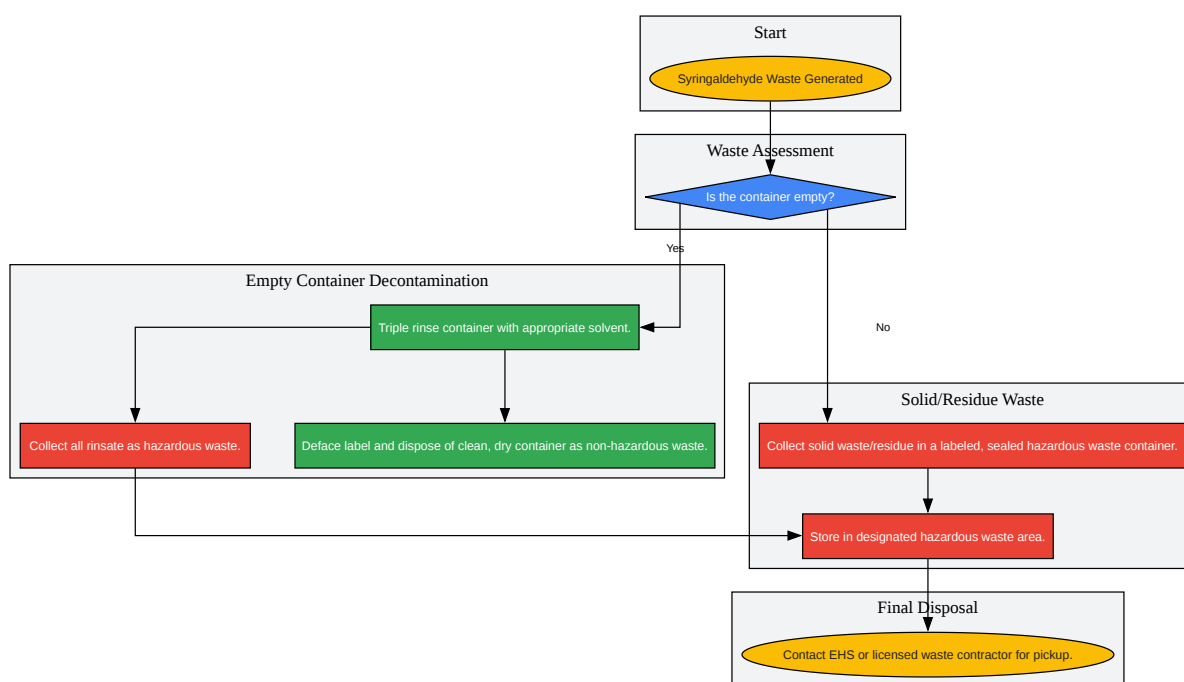 Start
Syringaldehyde Waste Generated
Waste Assessment
Is the container empty?
Yes
Empty Container Decontamination
Triple rinse container with appropriate solvent.
No
Solid/Residue Waste
Collect all rinsate as hazardous waste.
Deface label and dispose of clean, dry container as non-hazardous waste.
Collect solid waste/residue in a labeled, sealed hazardous waste container.
Store in designated hazardous waste area.
Final Disposal
Contact EHS or licensed waste contractor for pickup.